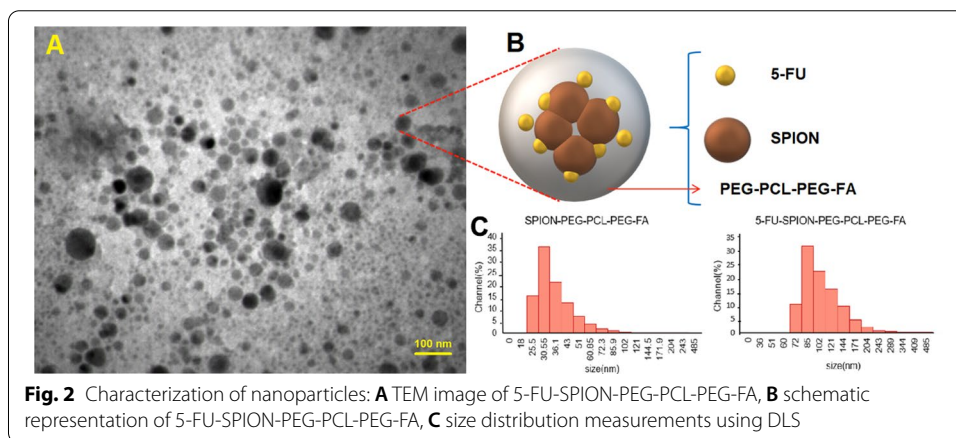 A
100 nm
B
5-FU
SPION
PEG-PCL-PEG-FA
C
SPION-PEG-PCL-PEG-FA
Channel(%)
40
35
30
25
20
15
10
5
0
0 18 25.5 30.55 36.1 43 51 60.85 72.3 85.9 102 121 144.5 171.9 204 243 485
size(nm)
5-FU-SPION-PEG-PCL-PEG-FA
Channel(%)
35
30
25
20
15
10
5
0
0 30 51 60 72 85 102 121 144 171 204 243 289 344 409 485
size(nm)
Fig. 2 Characterization of nanoparticles: A TEM image of 5-FU-SPION-PEG-PCL-PEG-FA, B schematic
representation of 5-FU-SPION-PEG-PCL-PEG-FA, C size distribution measurements using DLS